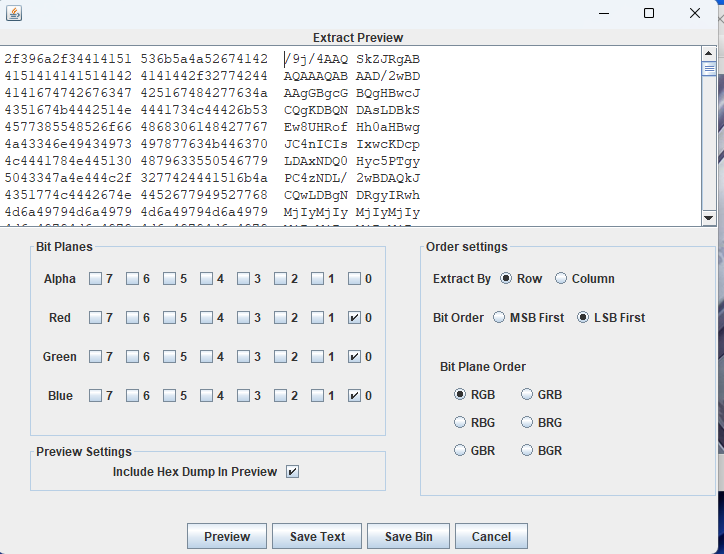 Extract Preview
2f396a2f34414151 536b5a4a52674142 /9j/4AAQ SkZJRgAB
4151414141514142 4141442f32774244 AQAAAQAB AAD/2wBD
4141674742676347 425167484277634a AAgGBgcG BQgHBwcJ
4351674b4442514e 4441734c44426b53 CQgKDBQN DAsLDBkS
4577385548526f66 4868306148427767 Ew8UHRof Hh0aHBwg
4a43346e49434973 497877634b446370 JC4nICIs IxwcKDcp
4c4441784e445130 4879633550546779 LDAxNDQ0 Hyc5PTgy
5043347a4e444c2f 3277424441516b4a PC4zNDL/ 2wBDAQkJ
4351774c4442674e 4452677949527768 CQwLDBgN DRgyIRwh
4d6a49794d6a4979 4d6a49794d6a4979 MjIyMjIy MjIyMjIy
Bit Planes
Order settings
Alpha 7 6 5 4 3 2 1 0
Extract By Row Column
Red 7 6 5 4 3 2 1 0
Bit Order MSB First LSB First
Green 7 6 5 4 3 2 1 0
Bit Plane Order
Blue 7 6 5 4 3 2 1 0
RGB GRB
RBG BRG
GBR BGR
Preview Settings
Include Hex Dump In Preview
Preview Save Text Save Bin Cancel